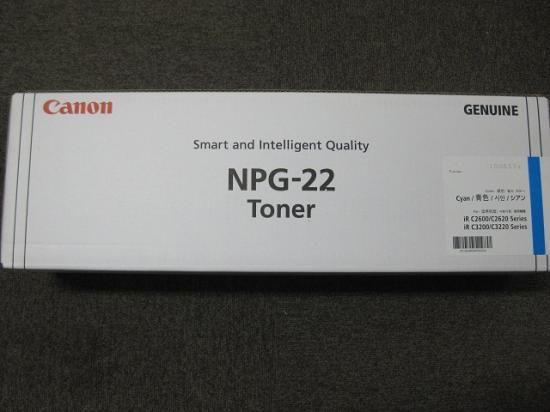 Canon
GENUINE
Smart and Intelligent Quality
NPG-22
Toner
Cyan / 青色 / 시안 / シアン
iR C2600/C2620 Series
iR C3200/C3220 Series